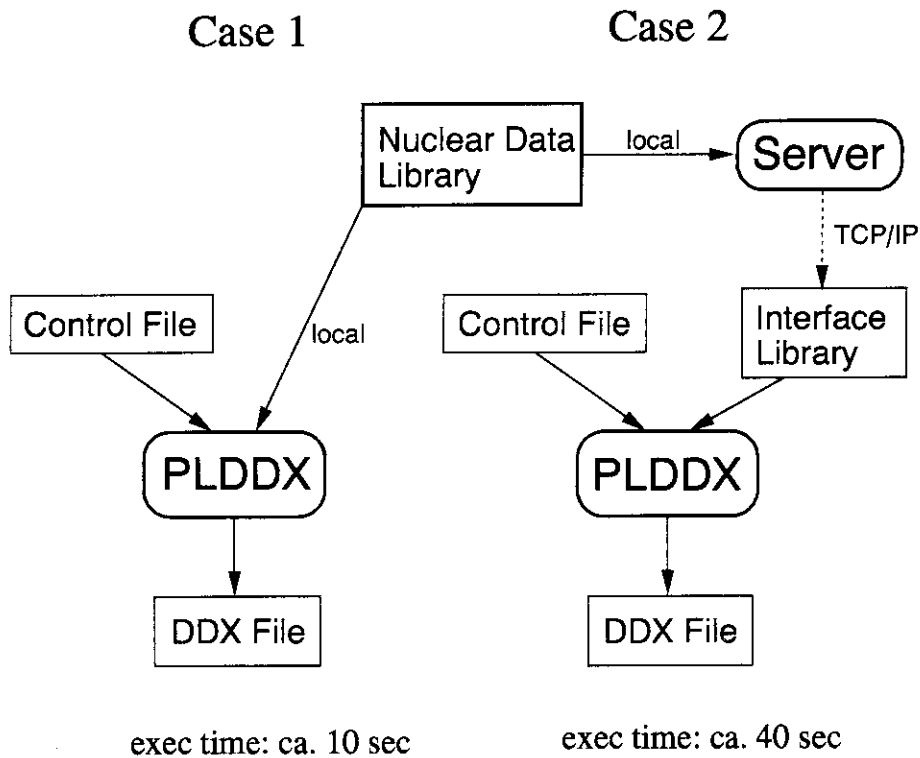 Case 1
Case 2
Nuclear Data
Library
local
Server
TCP/IP
Control File
local
Control File
Interface
Library
PLDDX
PLDDX
DDX File
DDX File
exec time: ca. 10 sec
exec time: ca. 40 sec